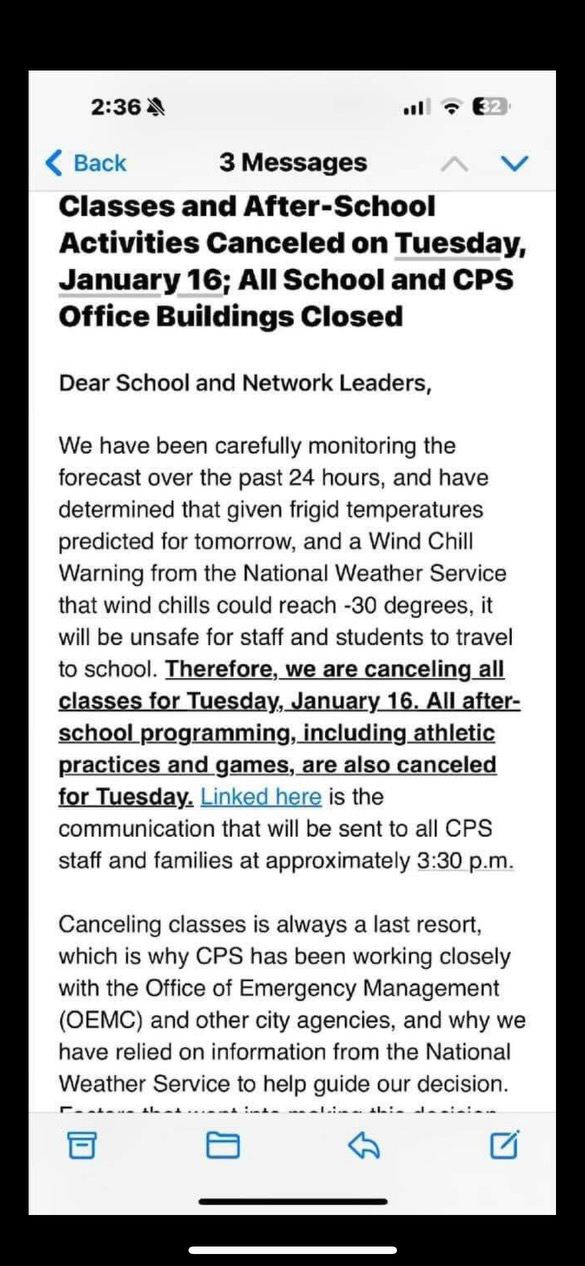 2:36
32
Back
3 Messages
Classes and After-School
Activities Canceled on Tuesday,
January 16; All School and CPS
Office Buildings Closed
Dear School and Network Leaders,
We have been carefully monitoring the
forecast over the past 24 hours, and have
determined that given frigid temperatures
predicted for tomorrow, and a Wind Chill
Warning from the National Weather Service
that wind chills could reach -30 degrees, it
will be unsafe for staff and students to travel
to school. Therefore, we are canceling all
classes for Tuesday, January 16. All after-
school programming, including athletic
practices and games, are also canceled
for Tuesday. Linked here is the
communication that will be sent to all CPS
staff and families at approximately 3:30 p.m.
Canceling classes is always a last resort,
which is why CPS has been working closely
with the Office of Emergency Management
(OEMC) and other city agencies, and why we
have relied on information from the National
Weather Service to help guide our decision.
Factors that went into making this decision